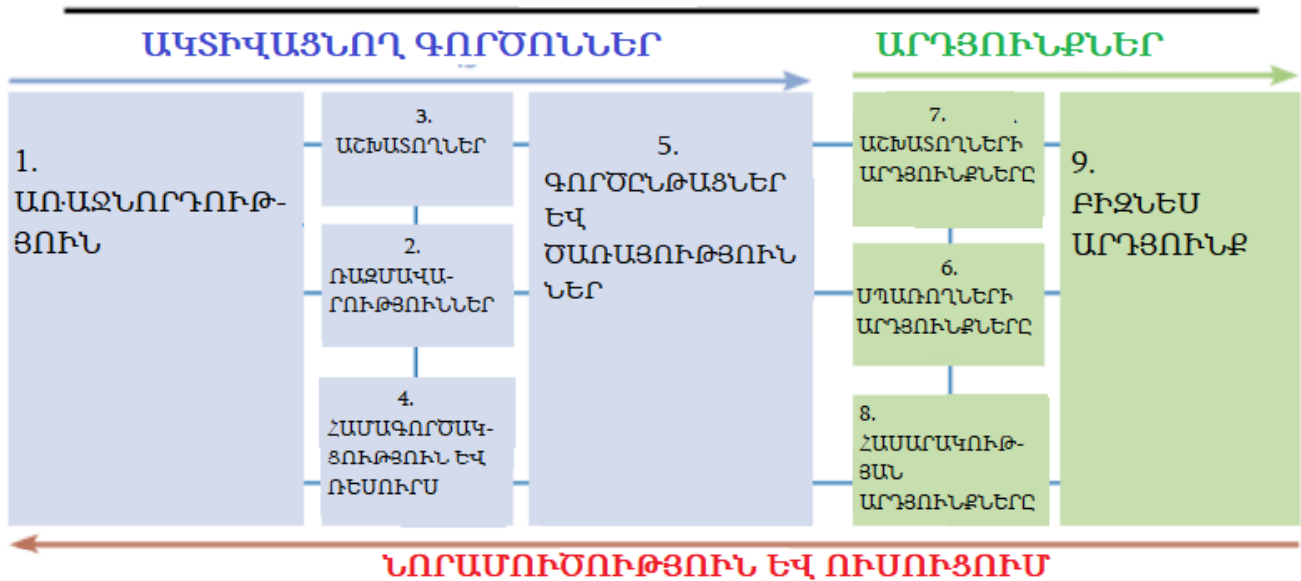 ԱԿՏԻՎԱՑՆՈՂ ԳՈՐԾՈՆՆԵՐ
ԱՐԴՅՈՒՆՔՆԵՐ
1.
ԱՌԱՋՆՈՐԴՈՒԹ-
ՅՈՒՆ
3.
ԱՇԽԱՏՈՂՆԵՐ
2.
ՌԱԶՄԱՎԱ-
ՐՈՒԹՅՈՒՆՆԵՐ
4.
ՀԱՄԱԳՈՐԾԱԿ-
ՑՈՒԹՅՈՒՆ ԵՎ
ՌԵՍՈՒՐՍ
5.
ԳՈՐԾԸՆԹԱՑՆԵՐ
ԵՎ
ԾԱՌԱՅՈՒԹՅՈՒՆ
ՆԵՐ
7.
ԱՇԽԱՏՈՂՆԵՐԻ
ԱՐԴՅՈՒՆՔՆԵՐԸ
6.
ՍՊԱՌՈՂՆԵՐԻ
ԱՐԴՅՈՒՆՔՆԵՐԸ
8.
ՀԱՍԱՐԱԿՈՒԹ-
ՅԱՆ
ԱՐԴՅՈՒՆՔՆԵՐԸ
9.
ԲԻԶՆԵՍ
ԱՐԴՅՈՒՆՔ
ՆՈՐԱՄՈՒԾՈՒԹՅՈՒՆ ԵՎ ՈՒՍՈՒՑՈՒՄ